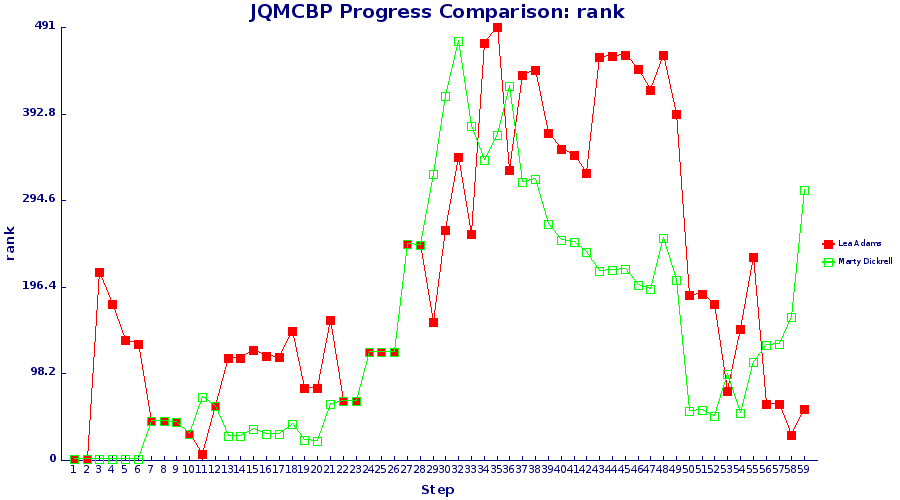 JQMCBP Progress Comparison: rank
491
392.8
294.6
196.4
98.2
0
rank
1 2 3 4 5 6 7 8 9 10 11 12 13 14 15 16 17 18 19 20 21 22 23 24 25 26 27 28 29 30 31 32 33 34 35 36 37 38 39 40 41 42 43 44 45 46 47 48 49 50 51 52 53 54 55 56 57 58 59
Step
Lea Adams
Marty Dickrell